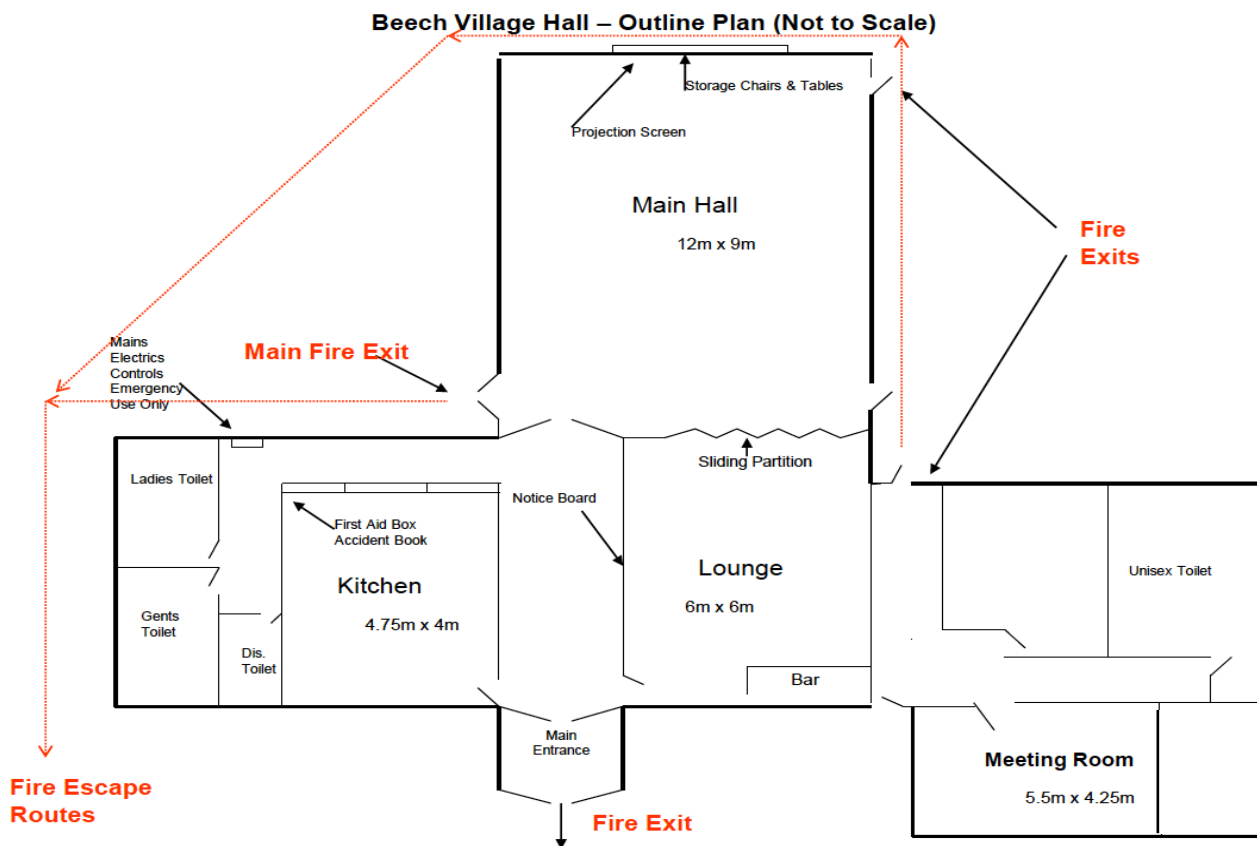 Beech Village Hall – Outline Plan (Not to Scale)
Storage Chairs & Tables
Projection Screen
Main Hall
12m x 9m
Fire
Exits
Mains
Electrics
Controls
Emergency
Use Only
Main Fire Exit
Sliding Partition
Ladies Toilet
Notice Board
First Aid Box
Accident Book
Kitchen
4.75m x 4m
Lounge
6m x 6m
Unisex Toilet
Gents
Toilet
Dis.
Toilet
Bar
Main
Entrance
Meeting Room
5.5m x 4.25m
Fire Escape
Routes
Fire Exit